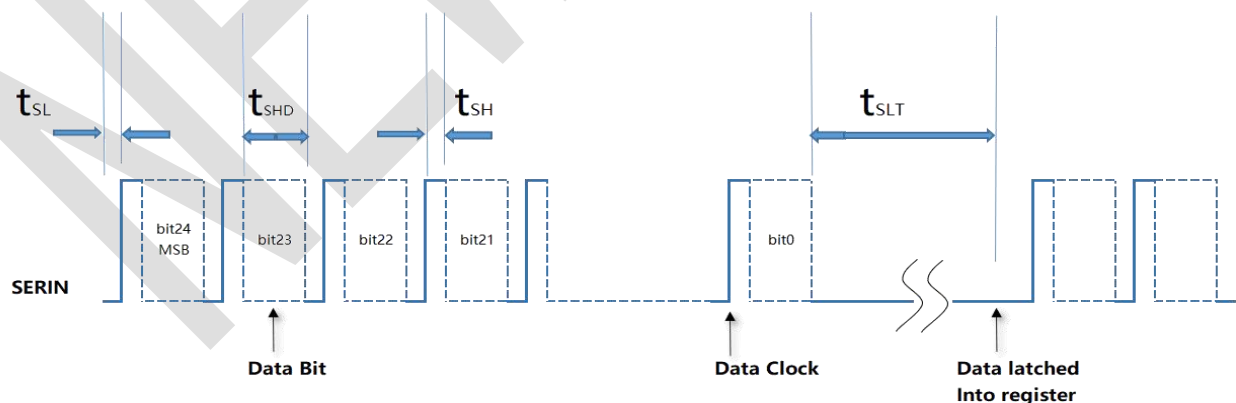 tSL
tSHD
tSH
tSLT
bit24
MSB
bit23
bit22
bit21
bit0
SERIN
Data Bit
Data Clock
Data latched
Into register